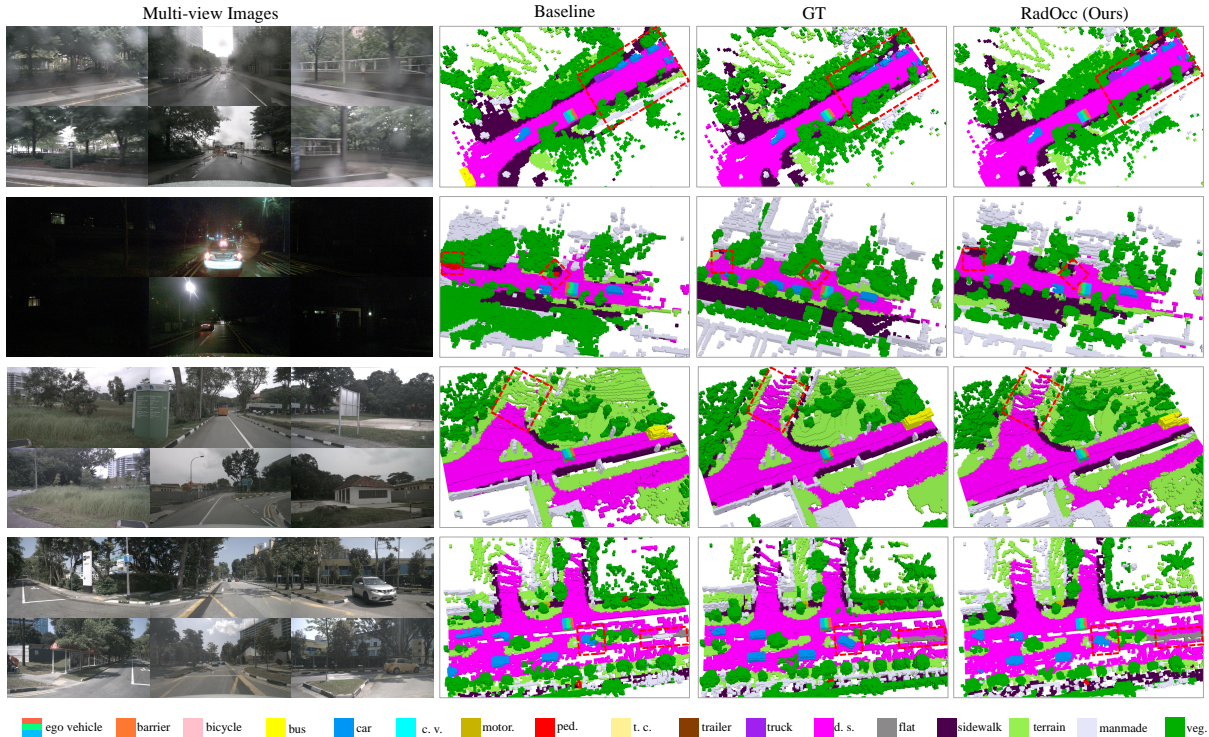 Multi-view Images Baseline GT RadOcc (Ours)
ego vehicle barrier bicycle bus car c. v. motor. ped. t. c. trailer truck d. s. flat sidewalk terrain manmade veg.